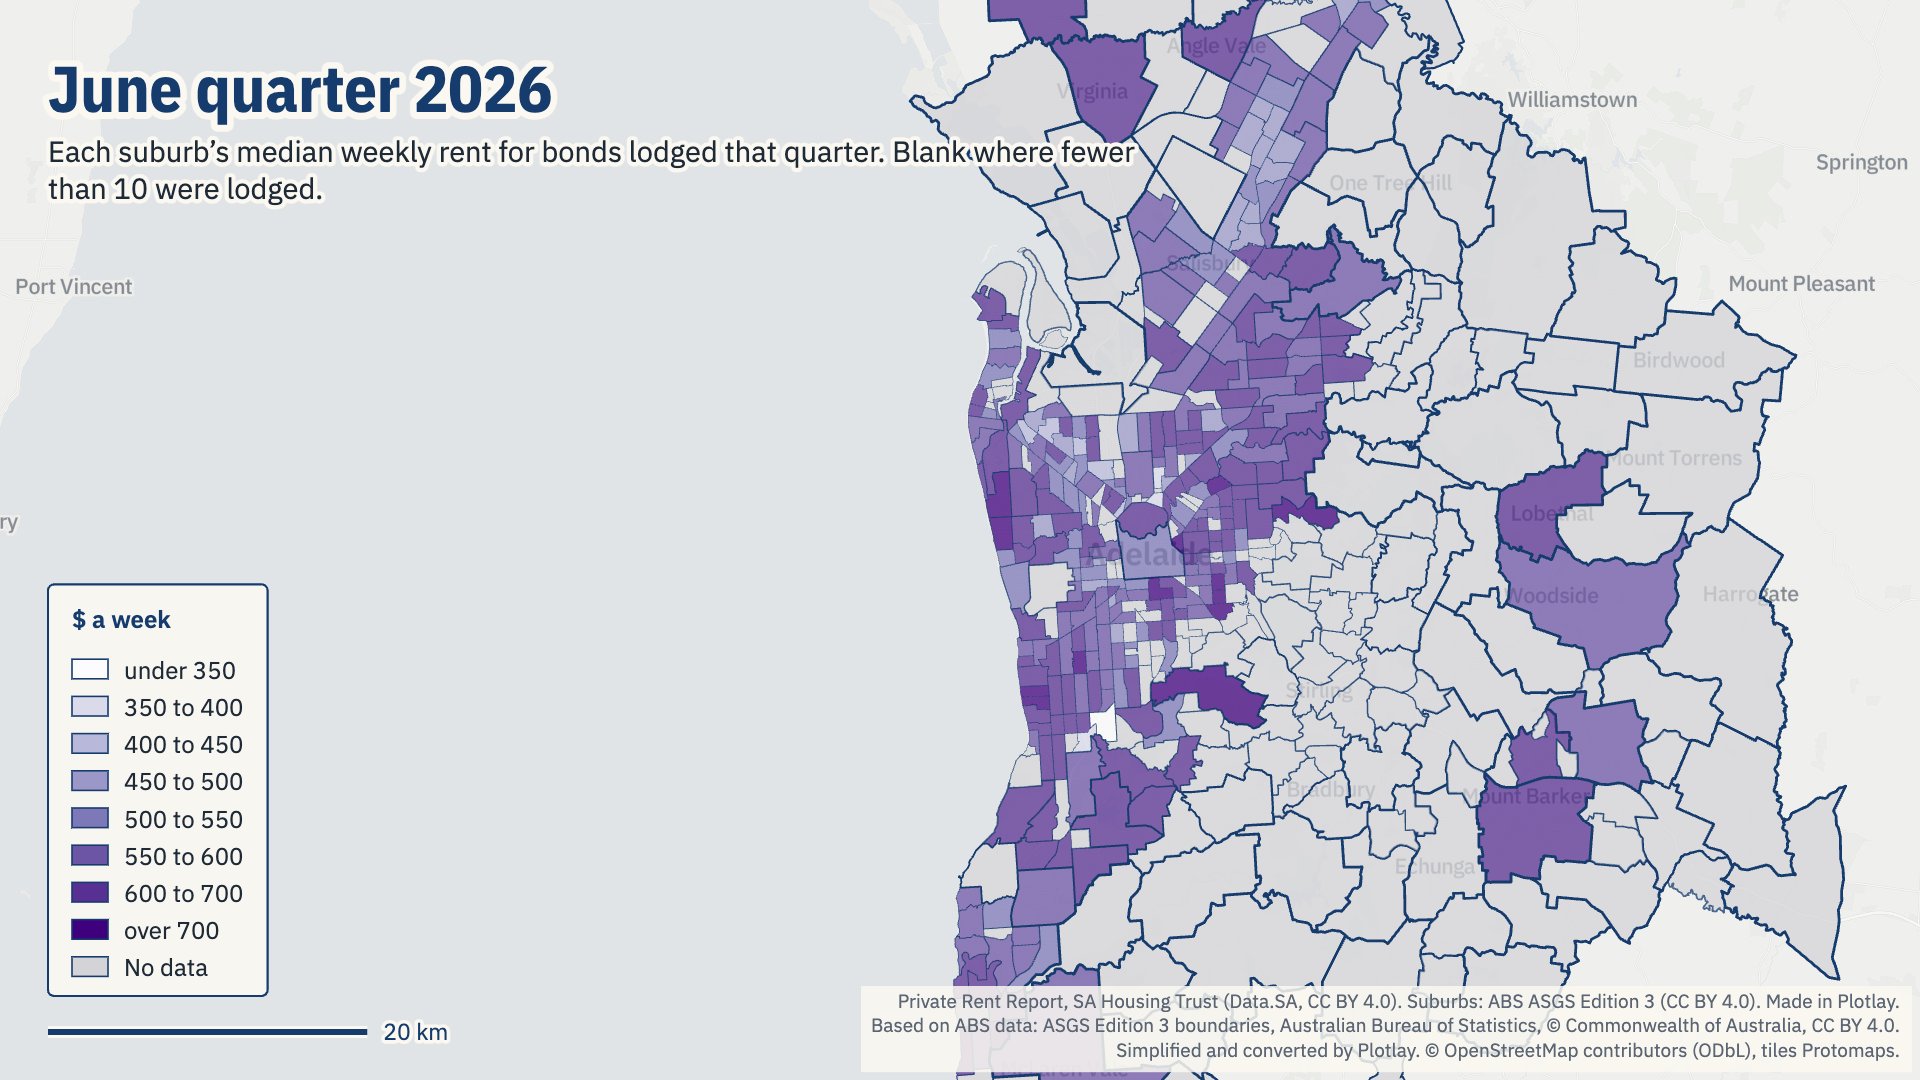 June quarter 2026
Each suburb’s median weekly rent for bonds lodged that quarter. Blank where fewer
than 10 were lodged.
Angle Vale
Virginia
Williamstown
Springton
One Tree Hill
Salisbury
Port Vincent
Mount Pleasant
Birdwood
Mount Torrens
Lobethal
ry
Adelaide
Woodside
Harrogate
Stirling
Bradbury
Mount Barker
Echunga
$ a week
under 350
350 to 400
400 to 450
450 to 500
500 to 550
550 to 600
600 to 700
over 700
No data
20 km
Private Rent Report, SA Housing Trust (Data.SA, CC BY 4.0). Suburbs: ABS ASGS Edition 3 (CC BY 4.0). Made in Plotlay.
Based on ABS data: ASGS Edition 3 boundaries, Australian Bureau of Statistics, © Commonwealth of Australia, CC BY 4.0.
Simplified and converted by Plotlay. © OpenStreetMap contributors (ODbL), tiles Protomaps.